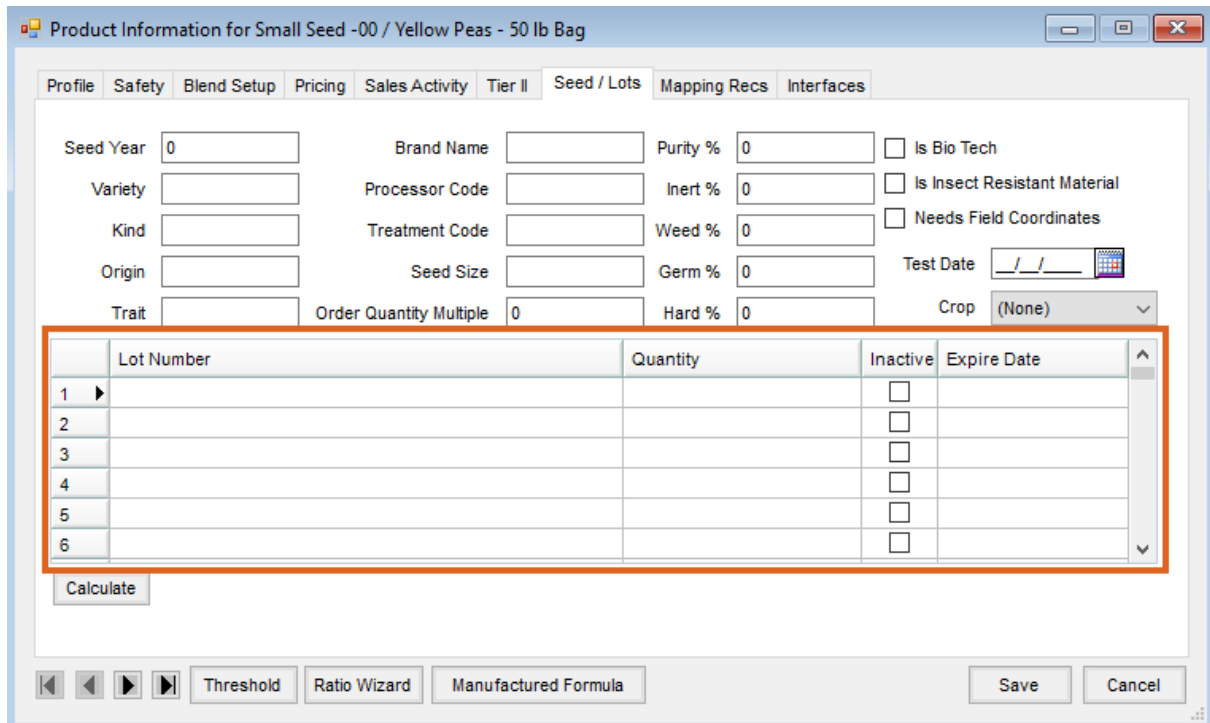 Product Information for Small Seed -00 / Yellow Peas - 50 lb Bag
Profile Safety Blend Setup Pricing Sales Activity Tier II Seed / Lots Mapping Recs Interfaces
Seed Year 0 Brand Name Purity % 0 Is Bio Tech
Variety Processor Code Inert % 0 Is Insect Resistant Material
Kind Treatment Code Weed % 0 Needs Field Coordinates
Origin Seed Size Germ % 0 Test Date __/__/____
Trait Order Quantity Multiple 0 Hard % 0 Crop (None)
Lot Number Quantity Inactive Expire Date
1
2
3
4
5
6
Calculate
Threshold Ratio Wizard Manufactured Formula Save Cancel